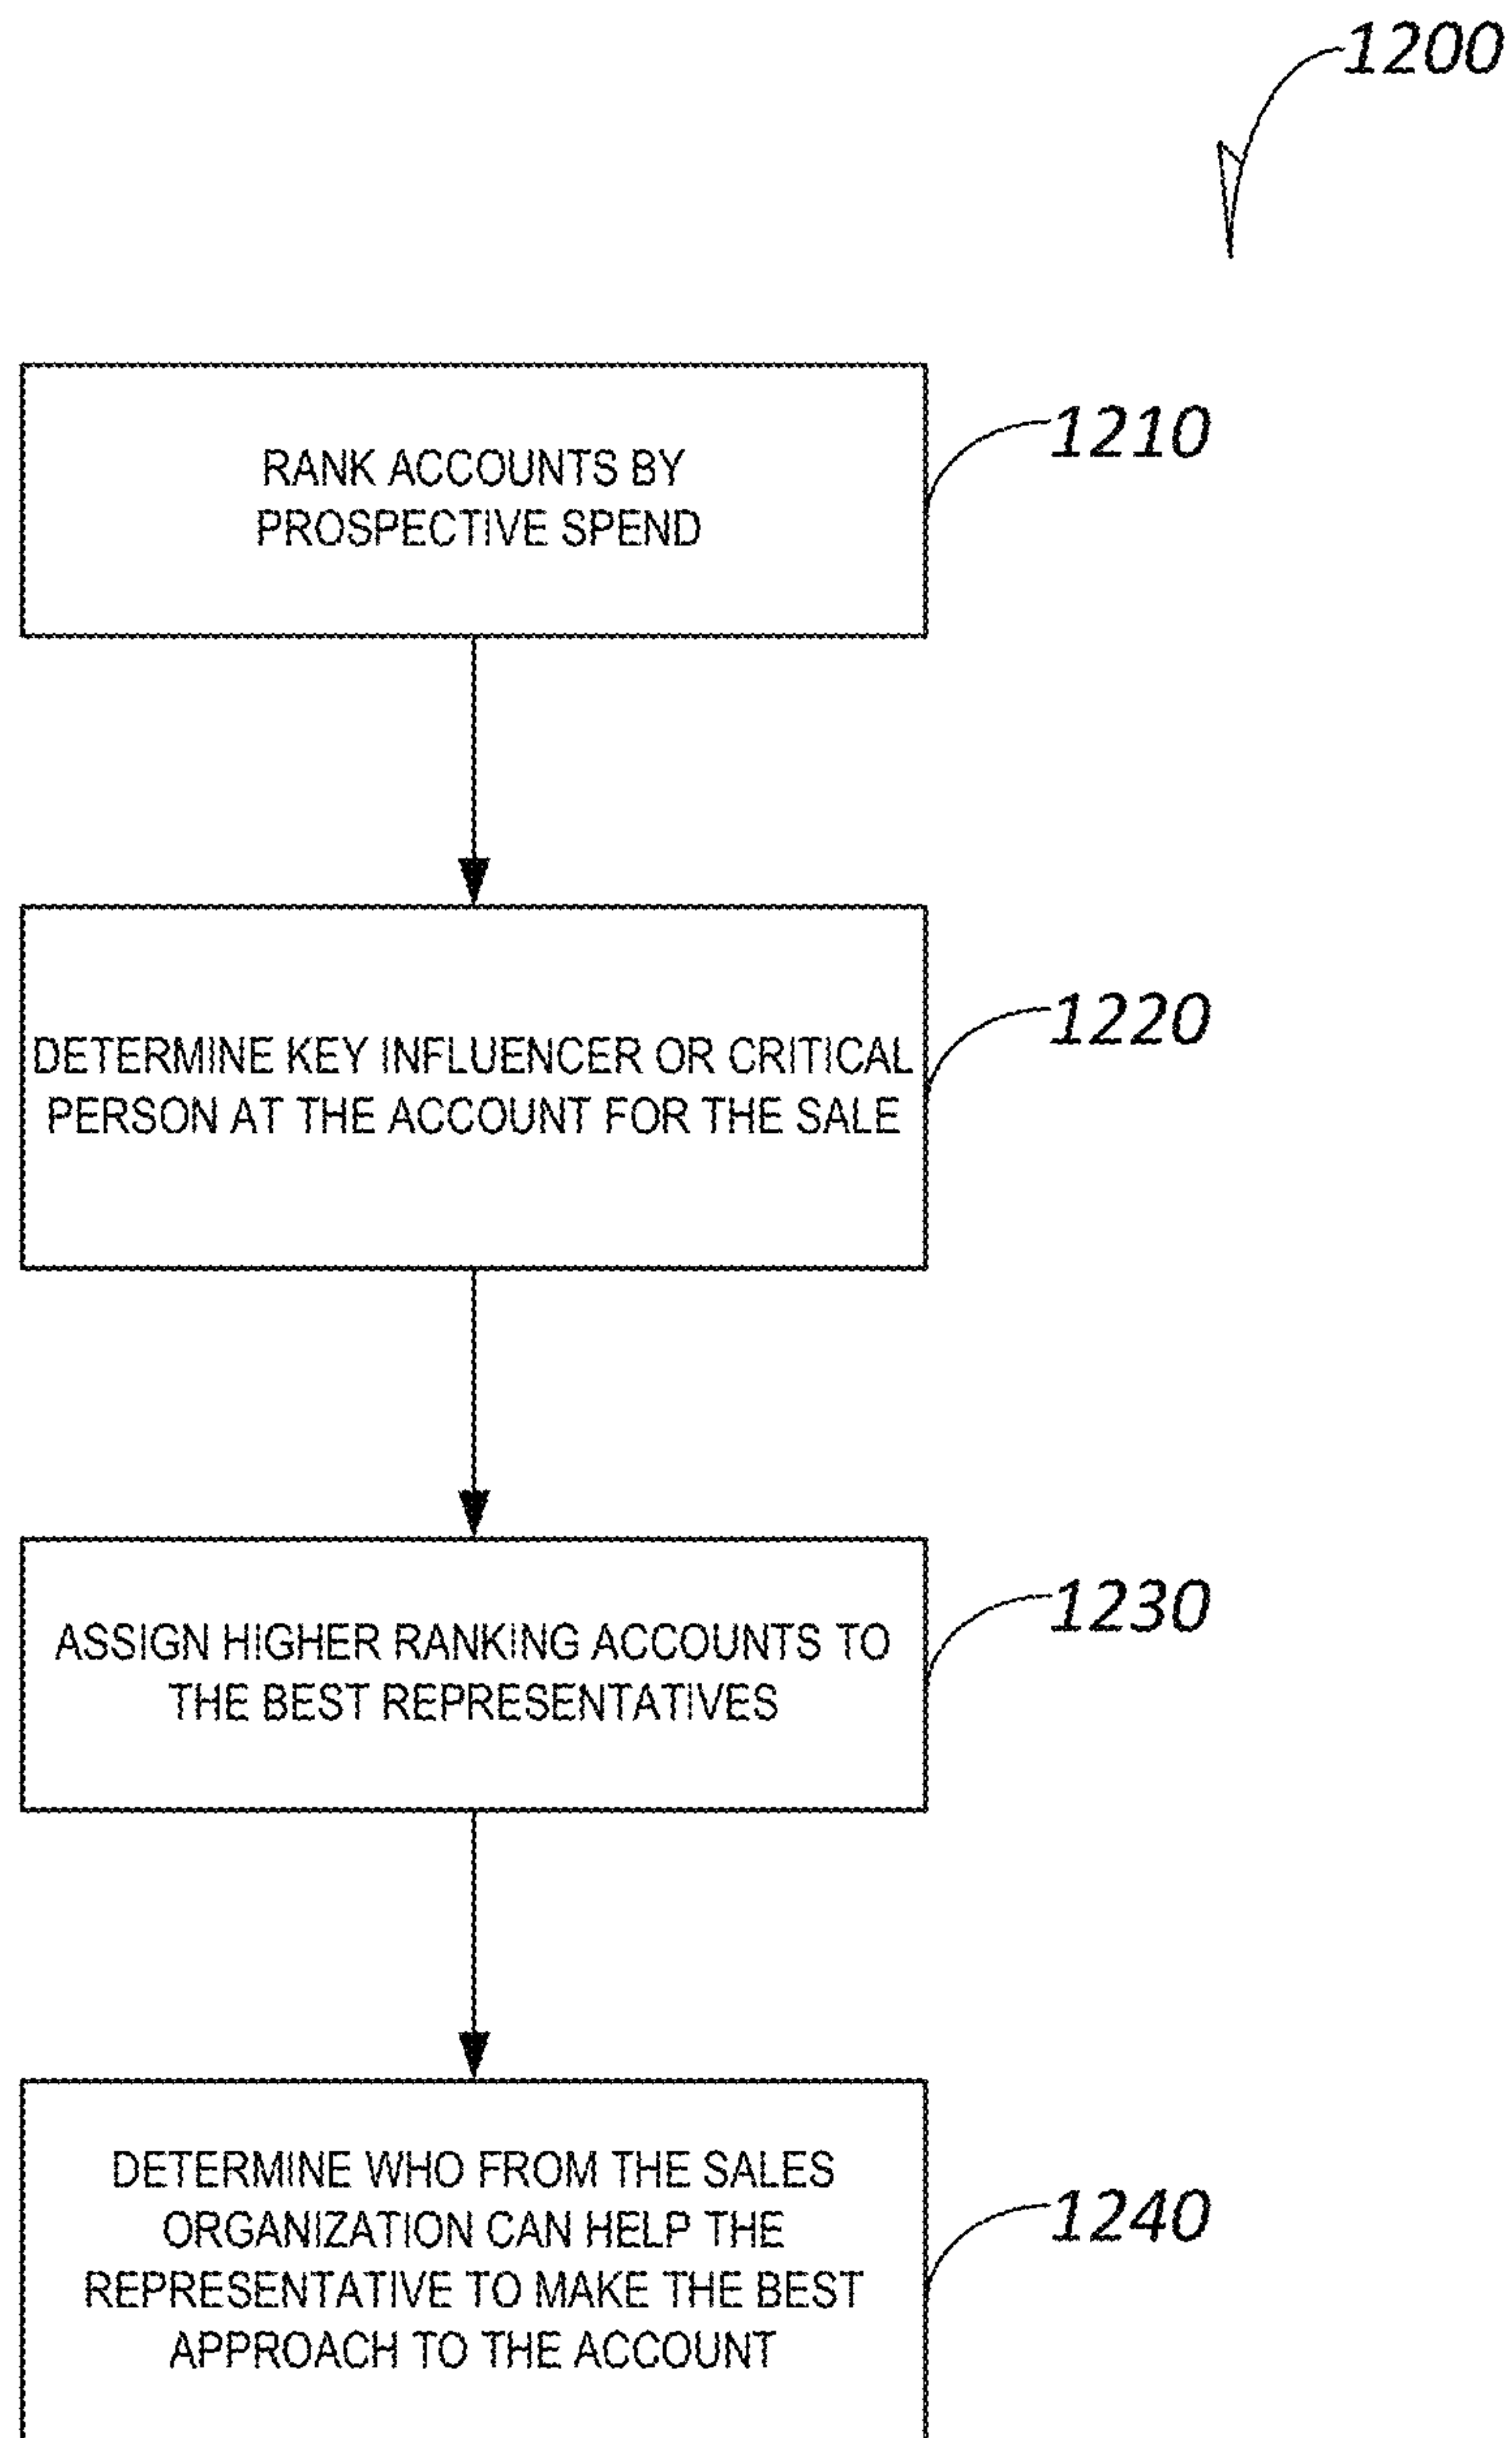 1200
RANK ACCOUNTS BY
PROSPECTIVE SPEND
1210
DETERMINE KEY INFLUENCER OR CRITICAL
PERSON AT THE ACCOUNT FOR THE SALE
1220
ASSIGN HIGHER RANKING ACCOUNTS TO
THE BEST REPRESENTATIVES
1230
DETERMINE WHO FROM THE SALES
ORGANIZATION CAN HELP THE
REPRESENTATIVE TO MAKE THE BEST
APPROACH TO THE ACCOUNT
1240